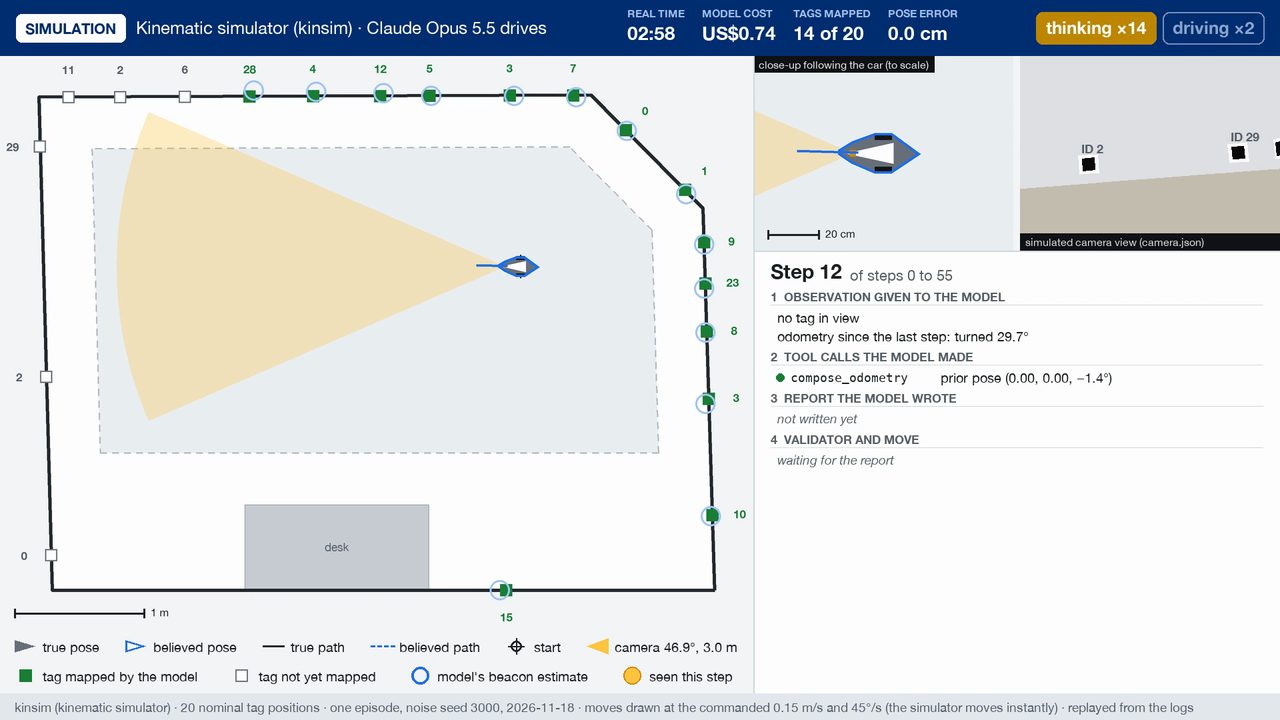 SIMULATION
Kinematic simulator (kinsim) · Claude Opus 5.5 drives
REAL TIME
02:58
MODEL COST
US$0.74
TAGS MAPPED
14 of 20
POSE ERROR
0.0 cm
thinking ×14
driving ×2
11
2
6
28
4
12
5
3
7
0
1
9
23
8
3
10
15
29
2
0
desk
1 m
close-up following the car (to scale)
20 cm
ID 2
ID 29
simulated camera view (camera.json)
Step 12 of steps 0 to 55
1 OBSERVATION GIVEN TO THE MODEL
no tag in view
odometry since the last step: turned 29.7°
2 TOOL CALLS THE MODEL MADE
compose_odometry prior pose (0.00, 0.00, −1.4°)
3 REPORT THE MODEL WROTE
not written yet
4 VALIDATOR AND MOVE
waiting for the report
true pose
believed pose
true path
believed path
start
camera 46.9°, 3.0 m
tag mapped by the model
tag not yet mapped
model's beacon estimate
seen this step
kinsim (kinematic simulator) · 20 nominal tag positions · one episode, noise seed 3000, 2026-11-18 · moves drawn at the commanded 0.15 m/s and 45°/s (the simulator moves instantly) · replayed from the logs